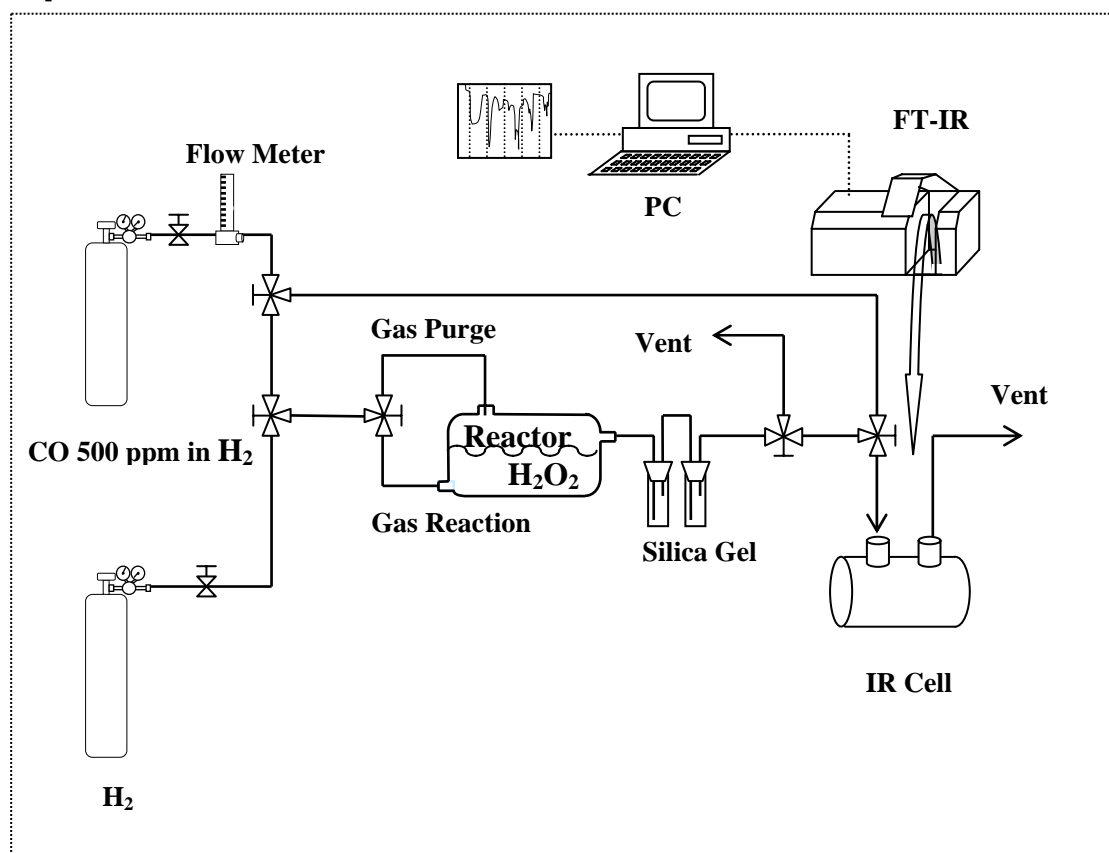 FT-IR
Flow Meter
PC
Gas Purge
Vent
Vent
Reactor
CO 500 ppm in H₂
H₂O₂
Gas Reaction
Silica Gel
IR Cell
H₂